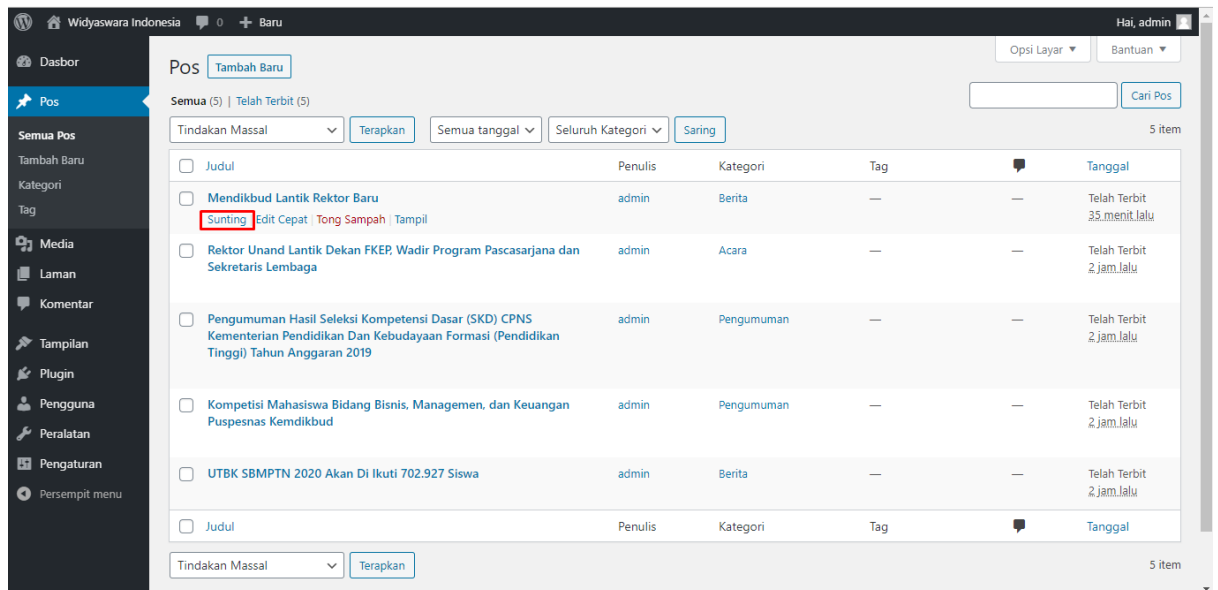 Widyaswara Indonesia 0 Baru Hai, admin
Opsi Layar Bantuan
Dasbor
Pos
Semua Pos
Tambah Baru
Kategori
Tag
Media
Laman
Komentar
Tampilan
Plugin
Pengguna
Peralatan
Pengaturan
Persempit menu
Pos Tambah Baru
Semua (5) | Telah Terbit (5)
Cari Pos
Tindakan Massal Terapkan Semua tanggal Seluruh Kategori Saring 5 item
Judul Penulis Kategori Tag Tanggal
Mendikbud Lantik Rektor Baru admin Berita — — Telah Terbit
Sunting | Edit Cepat | Tong Sampah | Tampil 35 menit lalu
Rektor Unand Lantik Dekan FKEP, Wadir Program Pascasarjana dan admin Acara — — Telah Terbit
Sekretaris Lembaga 2 jam lalu
Pengumuman Hasil Seleksi Kompetensi Dasar (SKD) CPNS admin Pengumuman — — Telah Terbit
Kementerian Pendidikan Dan Kebudayaan Formasi (Pendidikan 2 jam lalu
Tinggi) Tahun Anggaran 2019
Kompetisi Mahasiswa Bidang Bisnis, Managemen, dan Keuangan admin Pengumuman — — Telah Terbit
Puspesnas Kemdikbud 2 jam lalu
UTBK SBMPTN 2020 Akan Di Ikuti 702.927 Siswa admin Berita — — Telah Terbit
2 jam lalu
Judul Penulis Kategori Tag Tanggal
Tindakan Massal Terapkan 5 item